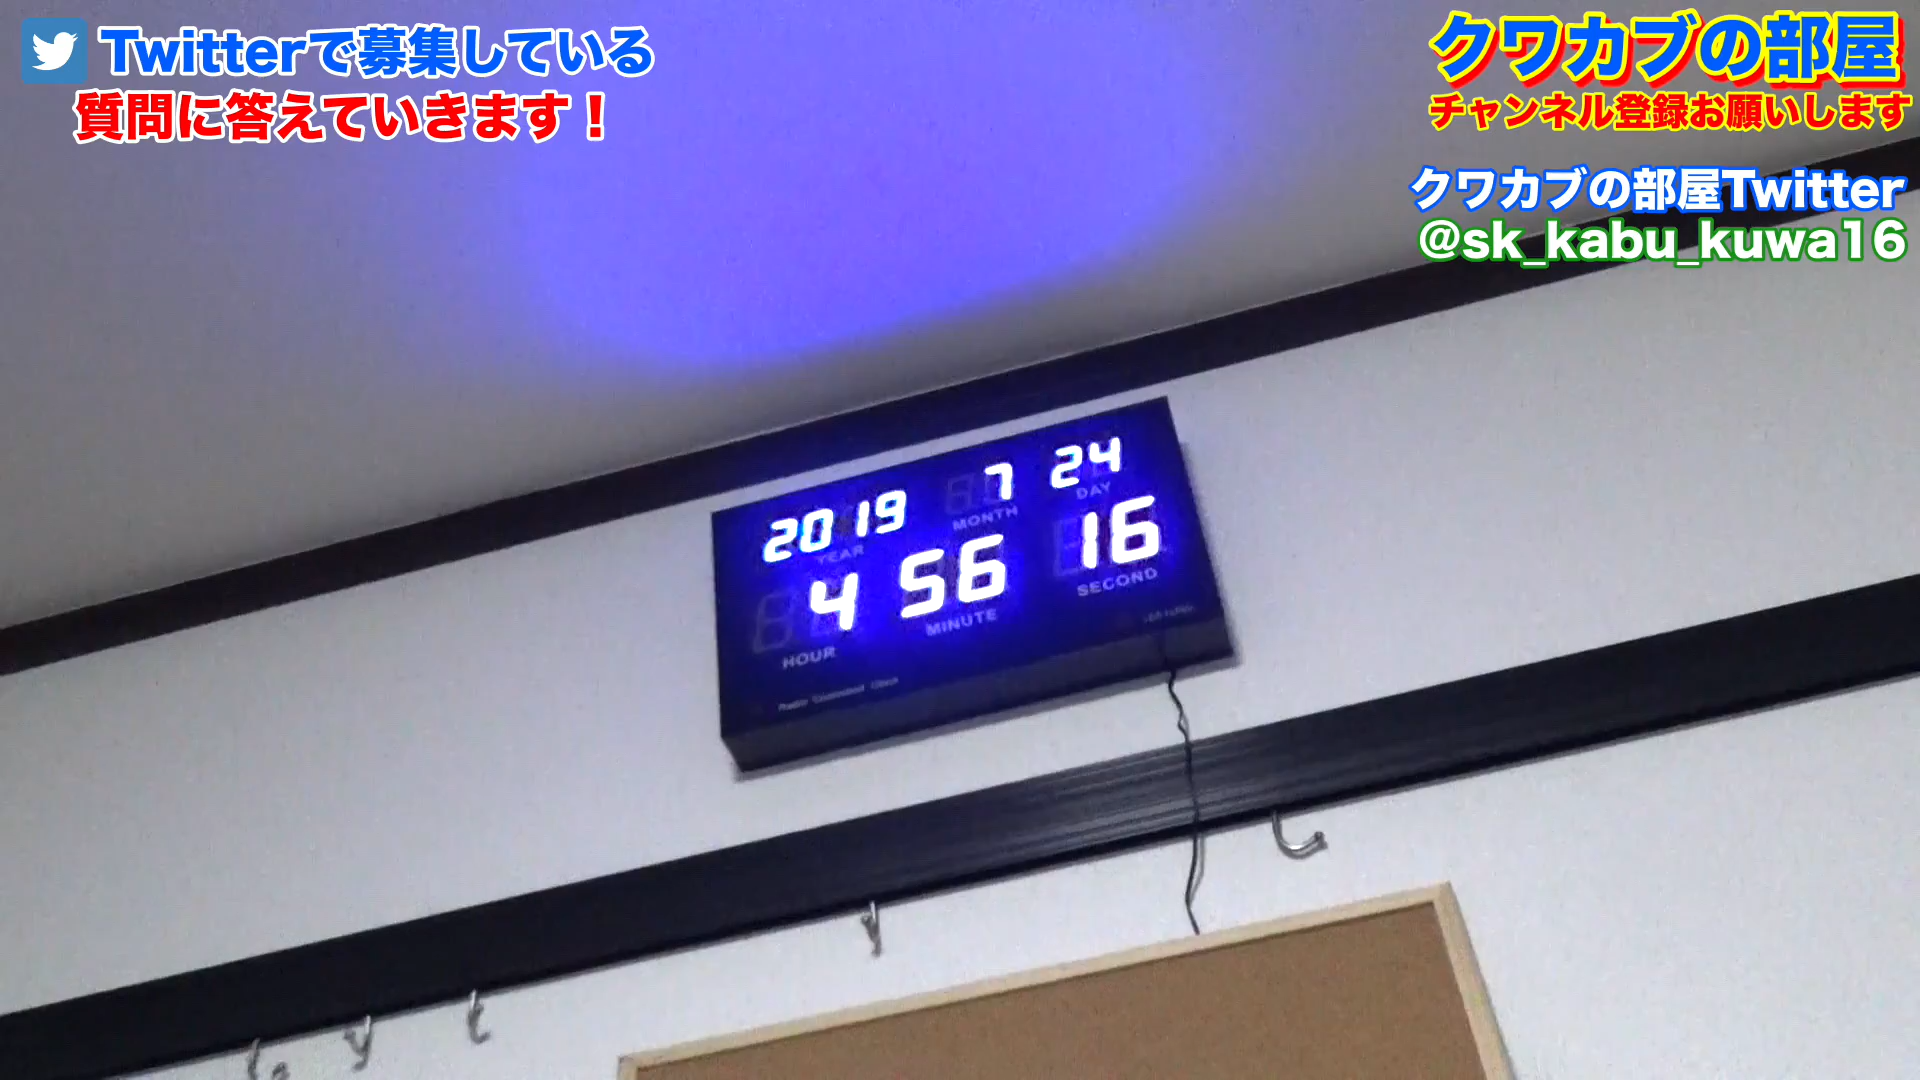 Twitterで募集している
質問に答えていきます!
クワカブの部屋
チャンネル登録お願いします
クワカブの部屋Twitter
@sk_kabu_kuwa16
2019 7 24
YEAR MONTH DAY
4 56 16
HOUR MINUTE SECOND